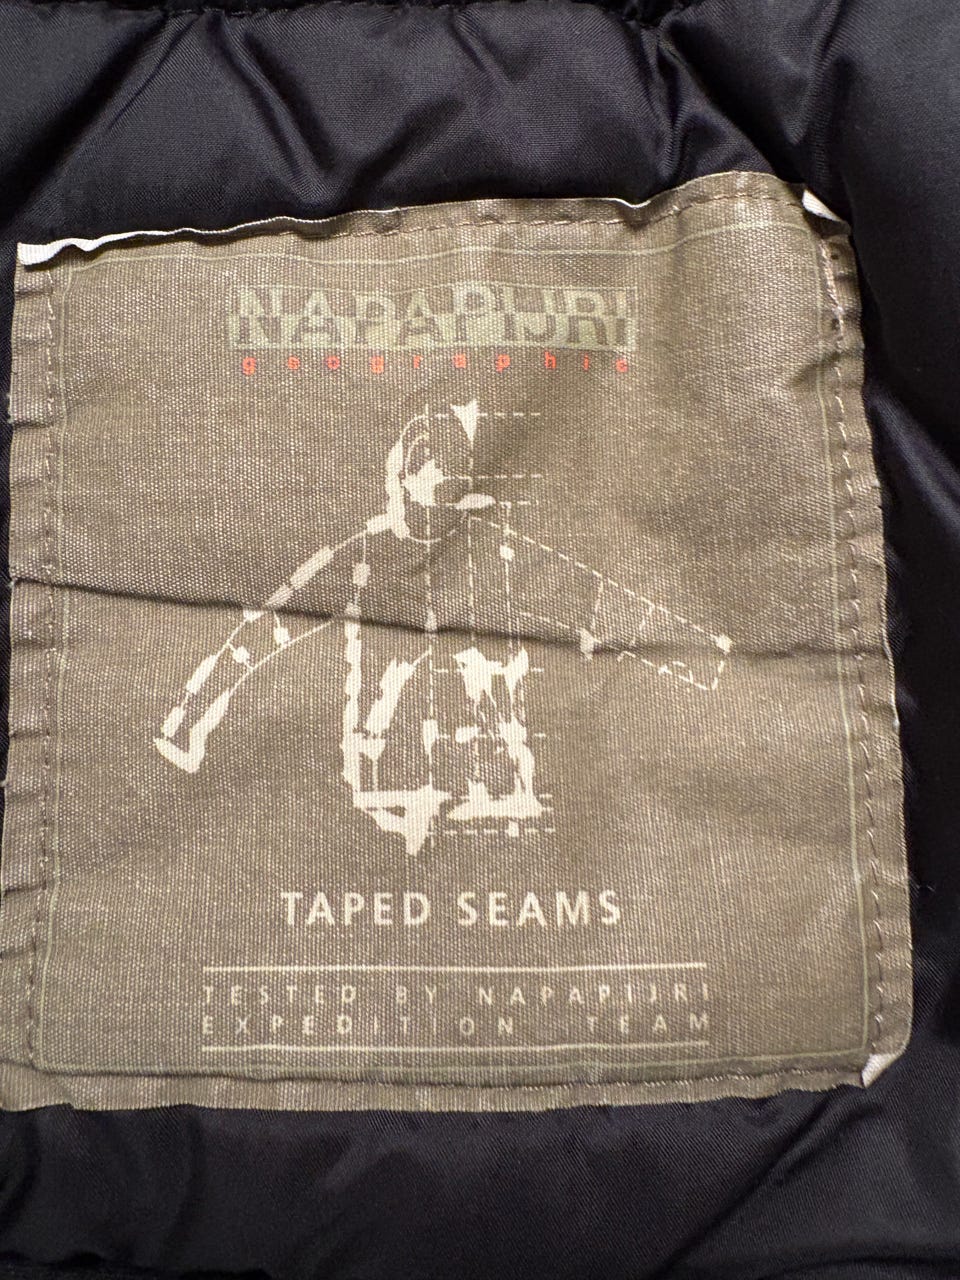 NAPAPIJRI
geographic
TAPED SEAMS
TESTED BY NAPAPIJRI
EXPEDITION TEAM